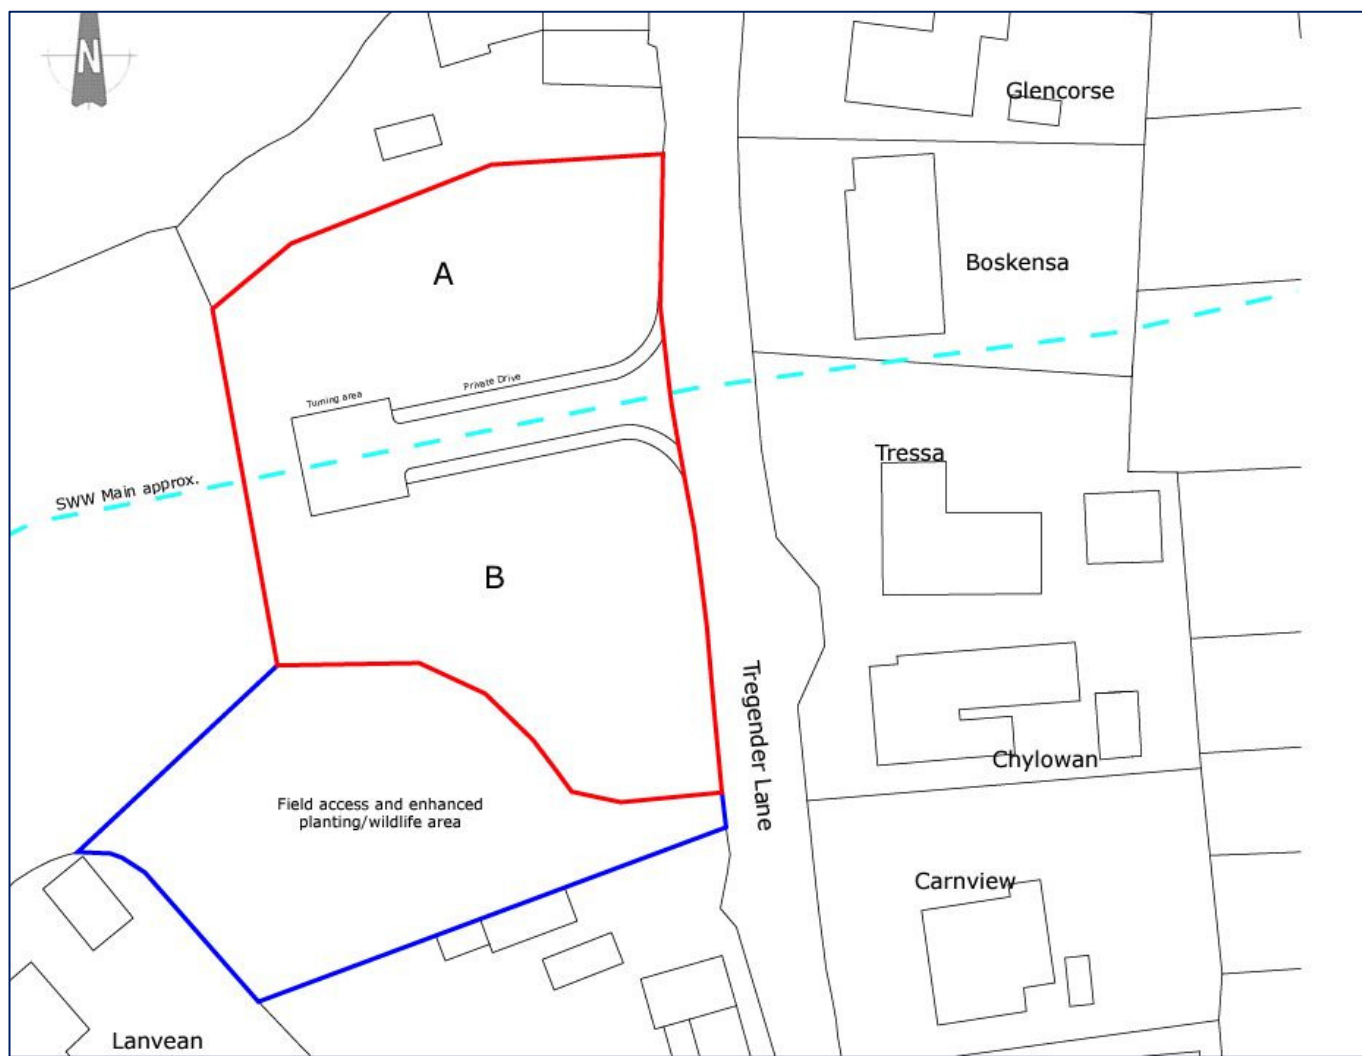 N
Glencorse
Boskensa
A
Private Drive
Turning area
Tressa
SWW Main approx.
B
Tregender Lane
Chylowan
Field access and enhanced
planting/wildlife area
Carnview
Lanvean